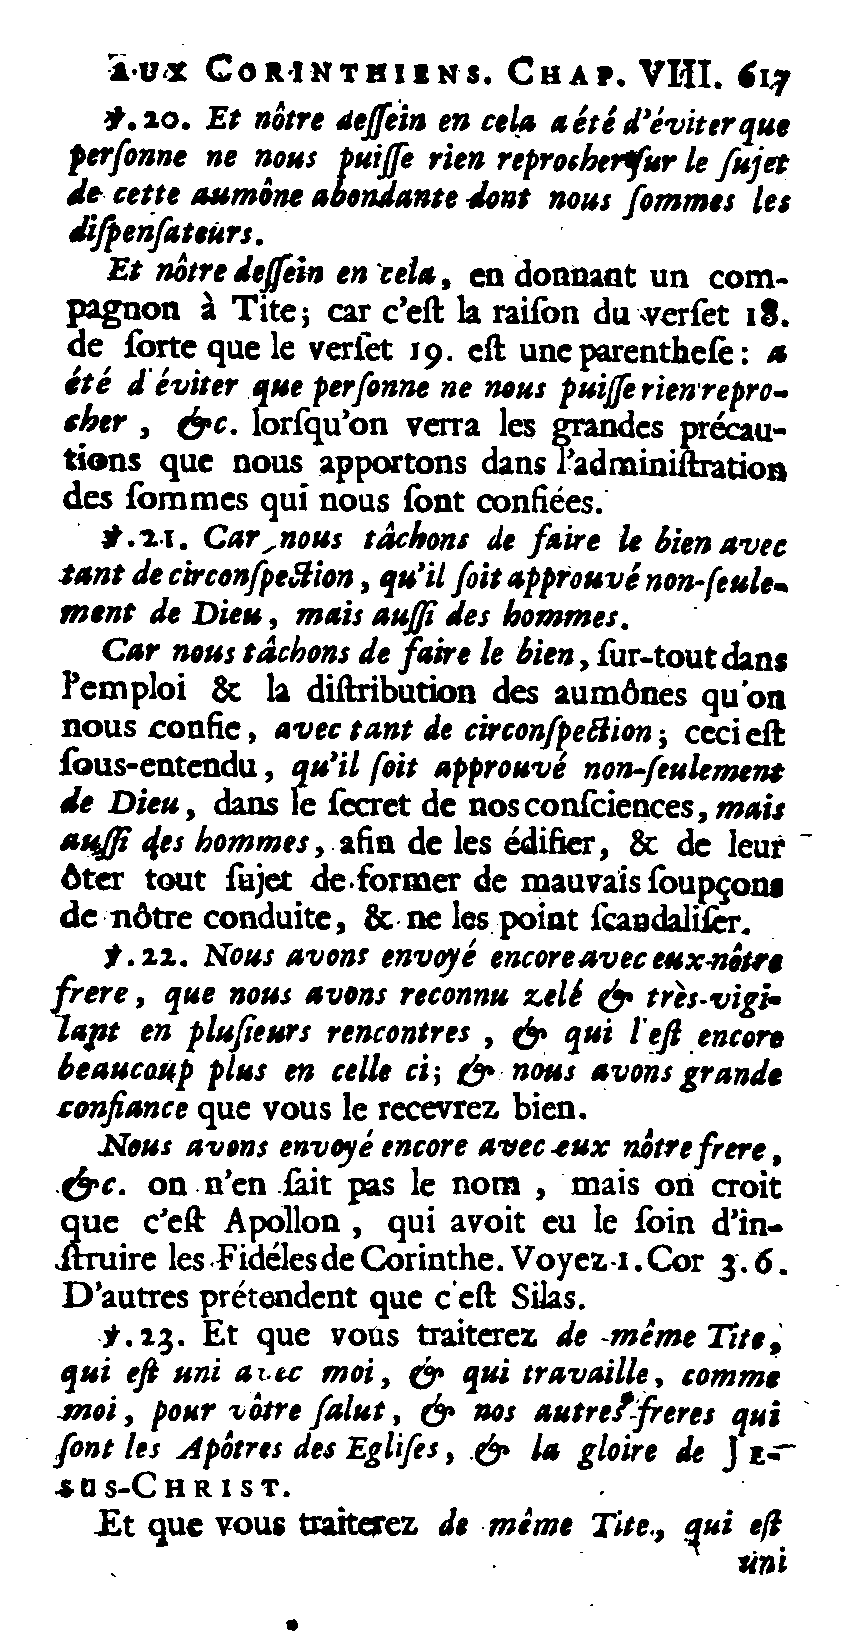 AUX CORINTHIENS. CHAP. VIII. 617
℣.20. Et nôtre deſſein en cela a été d'éviter que
perſonne ne nous puiſſe rien reprocher ſur le ſujet
de cette aumône abondante dont nous ſommes les
diſpenſateurs.
Et nôtre deſſein en cela, en donnant un com-
pagnon à Tite; car c'eſt la raiſon du verſet 18.
de ſorte que le verſet 19. eſt une parentheſe: a
été d'éviter que perſonne ne nous puiſſe rien repro-
cher, &c. lorſqu'on verra les grandes précau-
tions que nous apportons dans l'adminiſtration
des ſommes qui nous ſont confiées.
℣.21. Car nous tâchons de faire le bien avec
tant de circonſpection, qu'il ſoit approuvé non-ſeule-
ment de Dieu, mais auſſi des hommes.
Car nous tâchons de faire le bien, ſur-tout dans
l'emploi & la diſtribution des aumônes qu'on
nous confie, avec tant de circonſpection; ceci eſt
ſous-entendu, qu'il ſoit approuvé non-ſeulement
de Dieu, dans le ſecret de nos conſciences, mais
auſſi des hommes, afin de les édifier, & de leur
ôter tout ſujet de former de mauvais ſoupçons
de nôtre conduite, & ne les point ſcandaliſer.
℣.22. Nous avons envoyé encore avec eux nôtre
frere, que nous avons reconnu zelé & très-vigi-
lant en pluſieurs rencontres, & qui l'eſt encore
beaucoup plus en celle ci; & nous avons grande
confiance que vous le recevrez bien.
Nous avons envoyé encore avec eux nôtre frere,
&c. on n'en ſait pas le nom, mais on croit
que c'eſt Apollon, qui avoit eu le ſoin d'in-
ſtruire les Fidéles de Corinthe. Voyez 1. Cor 3. 6.
D'autres prétendent que c'eſt Silas.
℣.23. Et que vous traiterez de même Tite,
qui eſt uni avec moi, & qui travaille, comme
moi, pour vôtre ſalut, & nos autres freres qui
ſont les Apôtres des Egliſes, & la gloire de JE-
SUS-CHRIST.
Et que vous traiterez de même Tite, qui eſt
uni